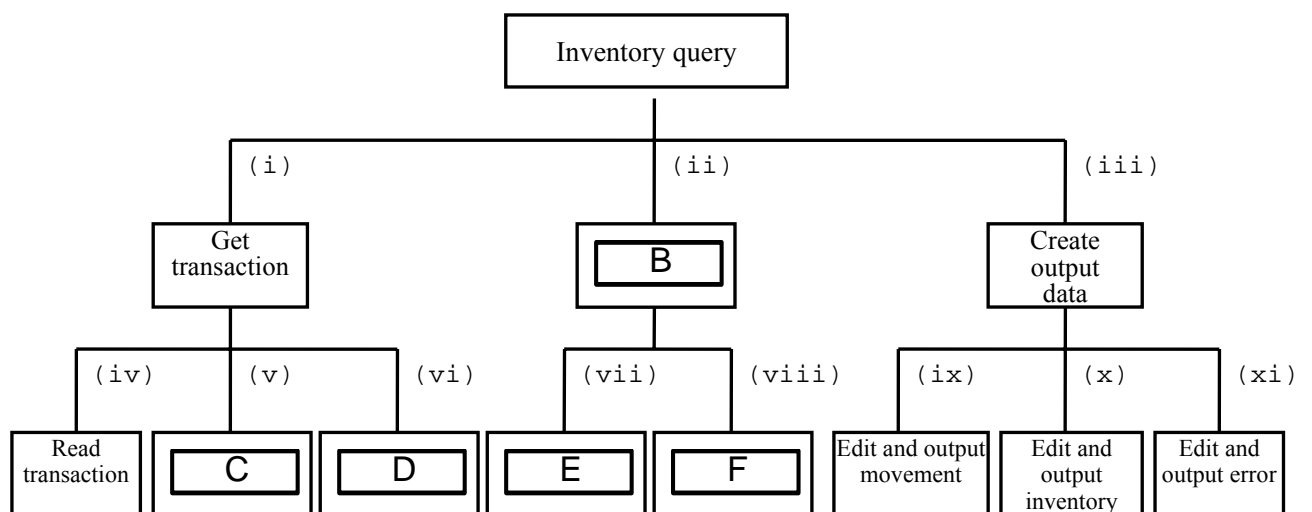 Inventory query
(i)
(ii)
(iii)
Get
transaction
B
Create
output
data
(iv)
(v)
(vi)
(vii)
(viii)
(ix)
(x)
(xi)
Read
transaction
C
D
E
F
Edit and output
movement
Edit and
output
inventory
Edit and
output error